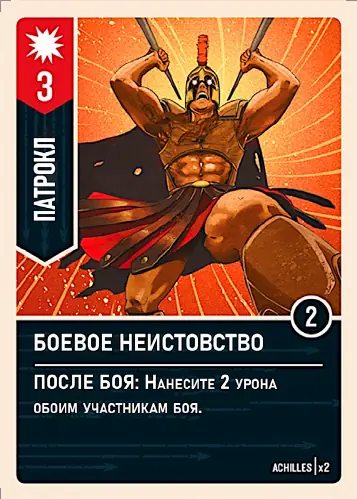 3
ПАТРОКЛ
2
БОЕВОЕ НЕИСТОВСТВО
ПОСЛЕ БОЯ: Нанесите 2 урона
обоим участникам боя.
ACHILLES | x2